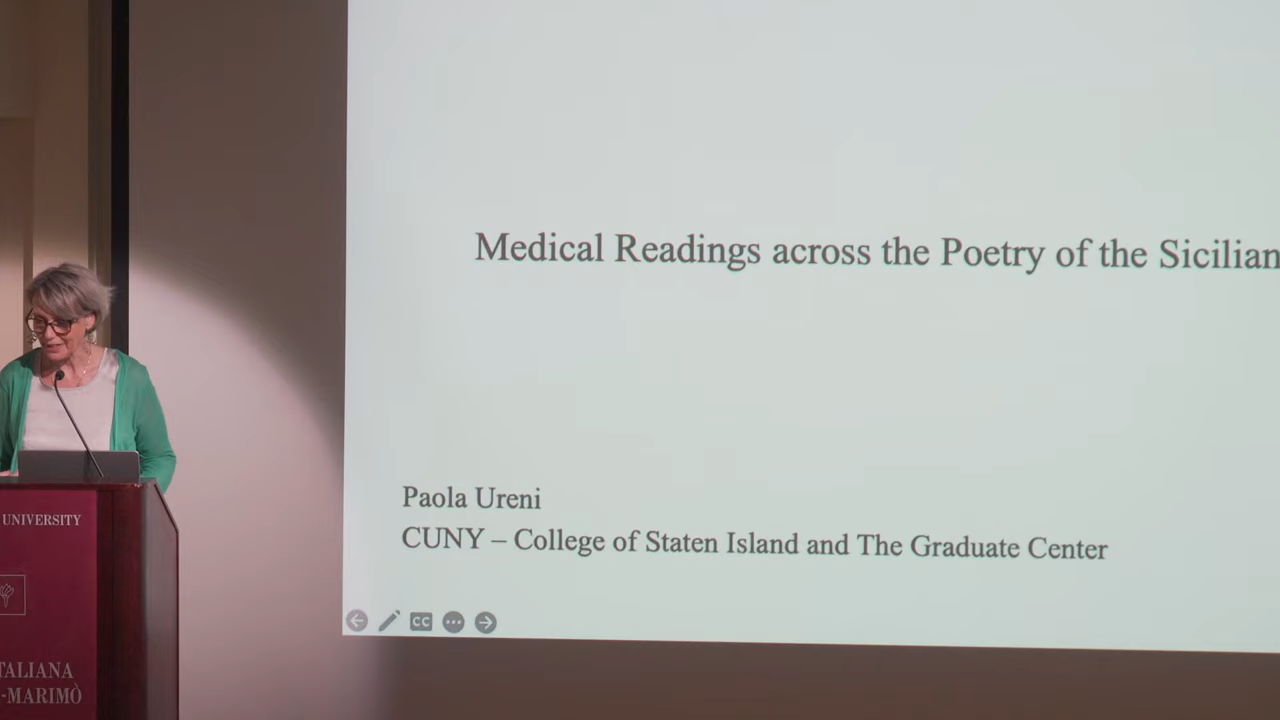 Medical Readings across the Poetry of the Sicilian
Paola Ureni
CUNY – College of Staten Island and The Graduate Center
CC
UNIVERSITY
TALIANA
-MARIMÒ